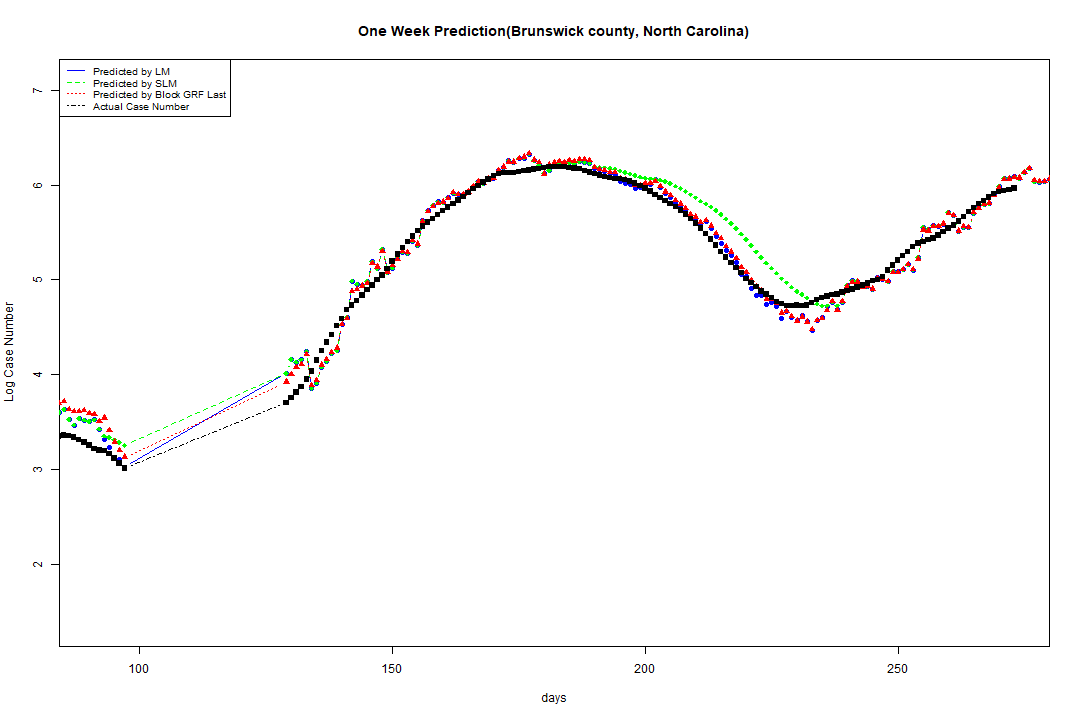 One Week Prediction(Brunswick county, North Carolina)
Predicted by LM
Predicted by SLM
Predicted by Block GRF Last
Actual Case Number
7
6
5
4
3
2
Log Case Number
100 150 200 250
days